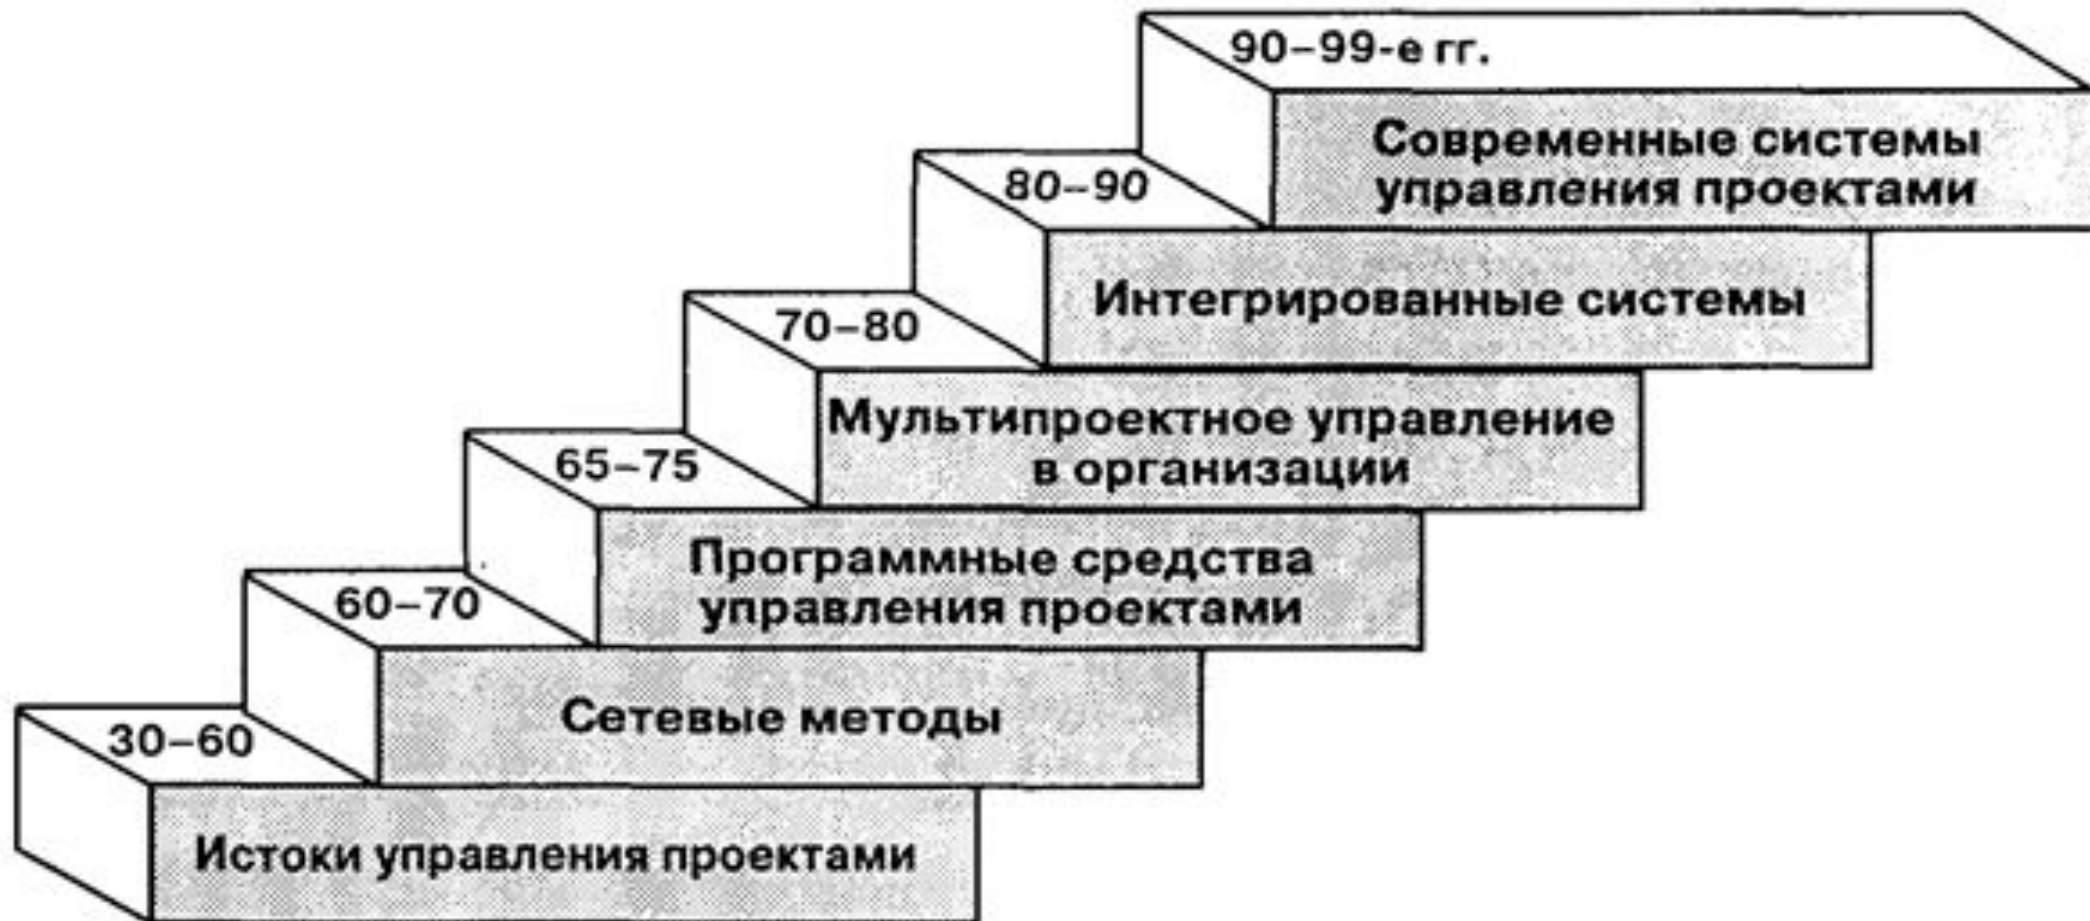 90–99-е гг.
Современные системы
управления проектами
80–90
Интегрированные системы
70–80
Мультипроектное управление
в организации
65–75
Программные средства
управления проектами
60–70
Сетевые методы
30–60
Истоки управления проектами